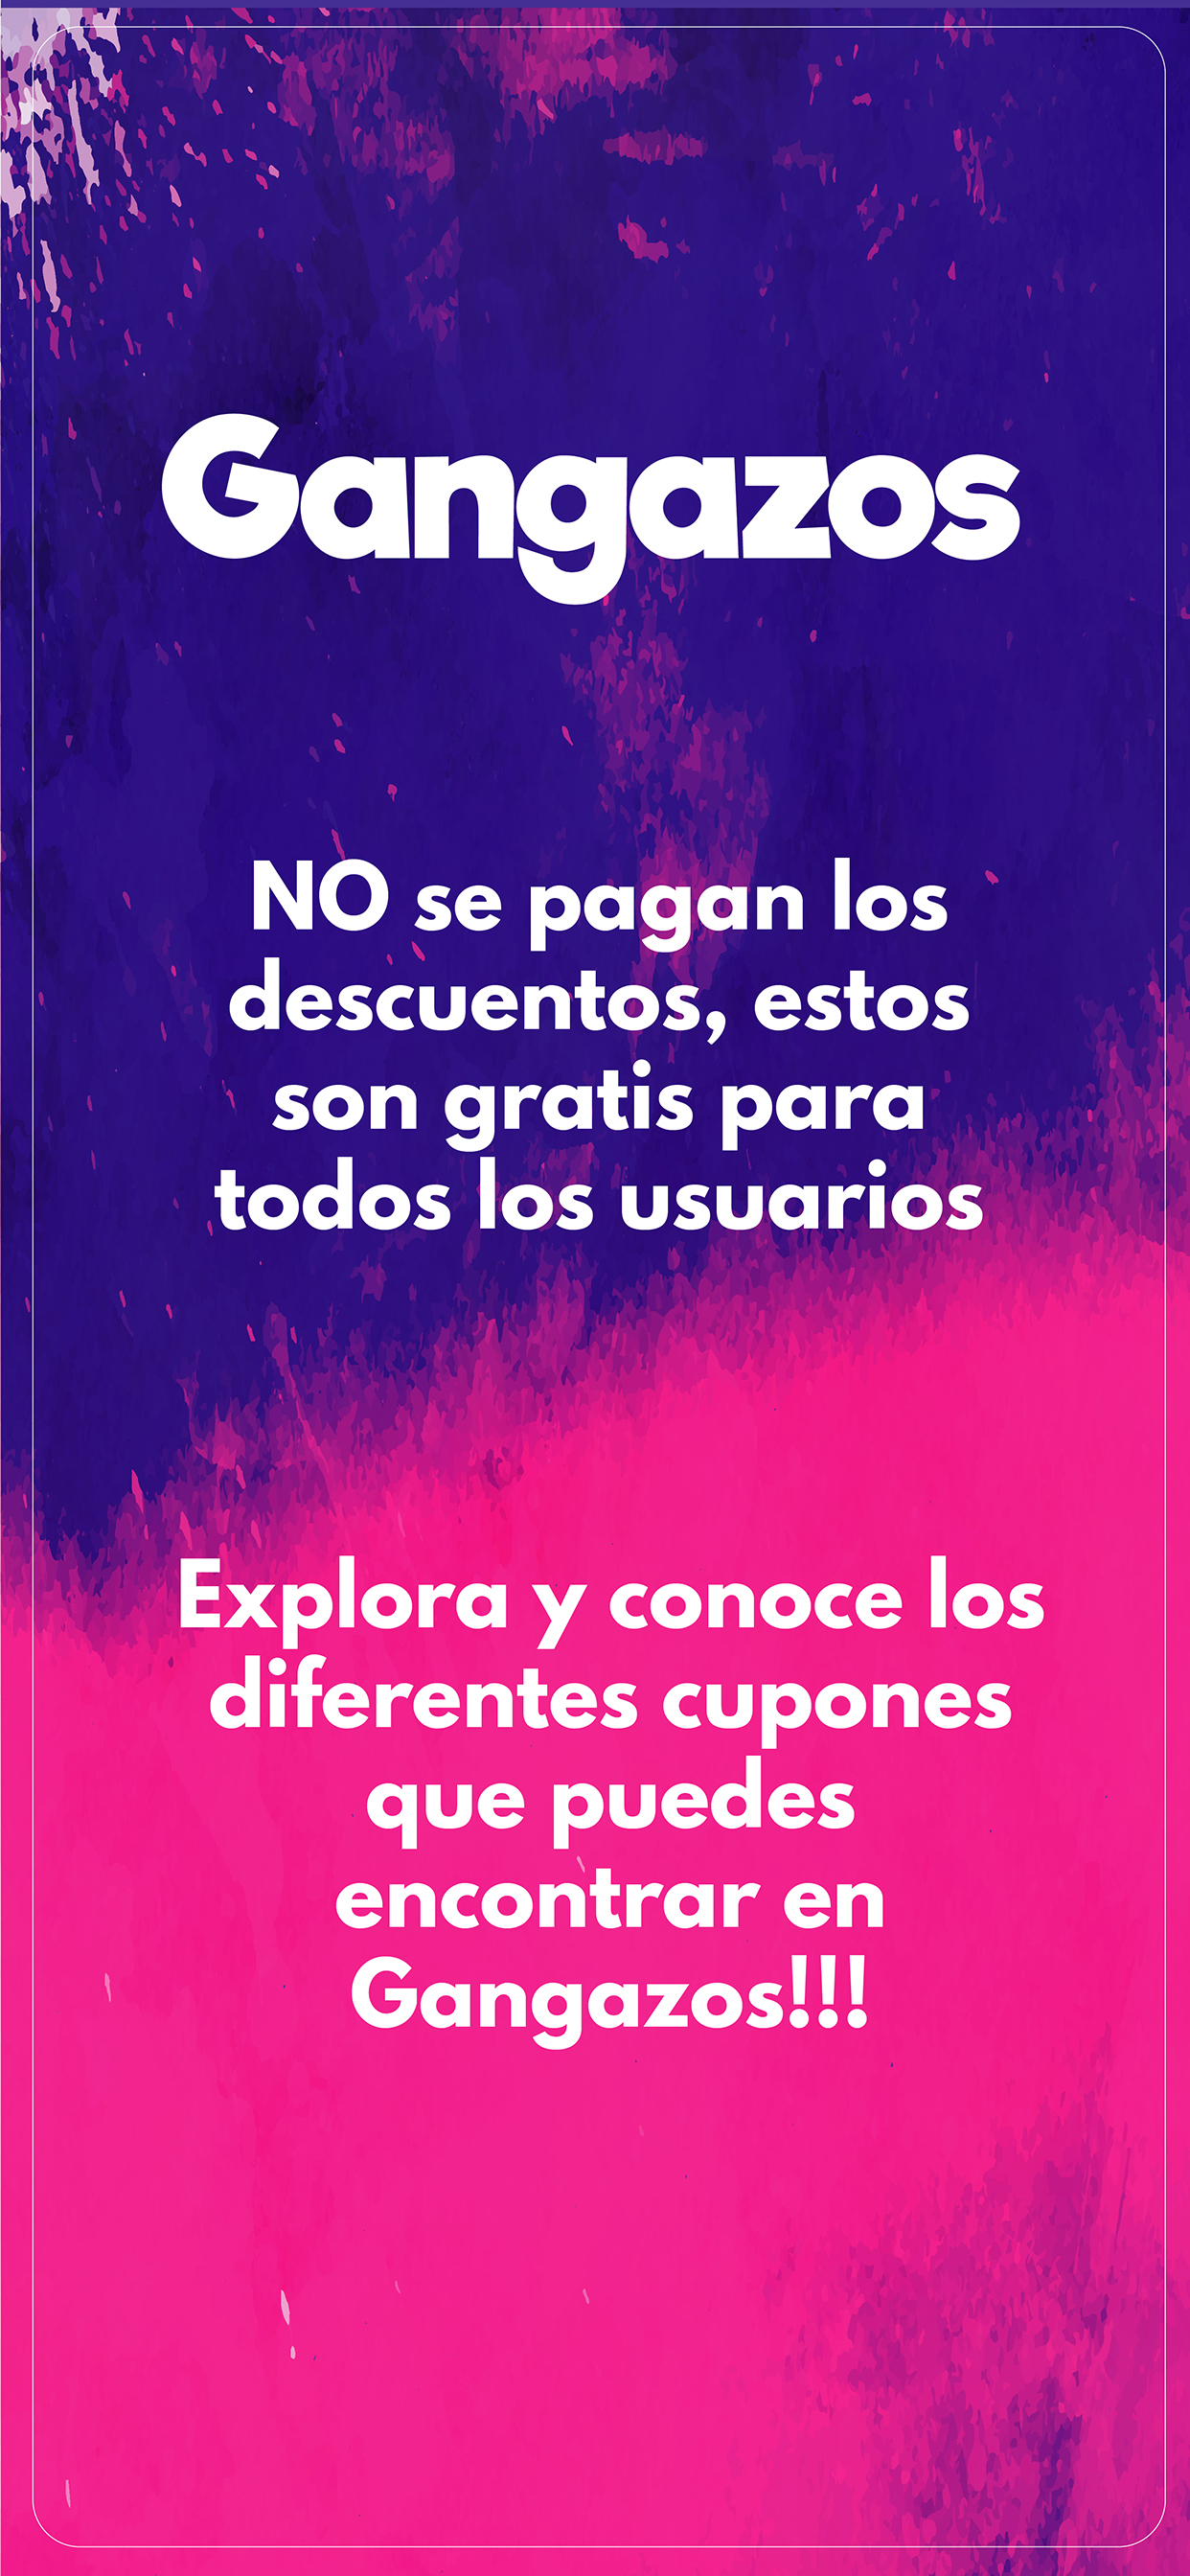 Gangazos
NO se pagan los
descuentos, estos
son gratis para
todos los usuarios
Explora y conoce los
diferentes cupones
que puedes
encontrar en
Gangazos!!!